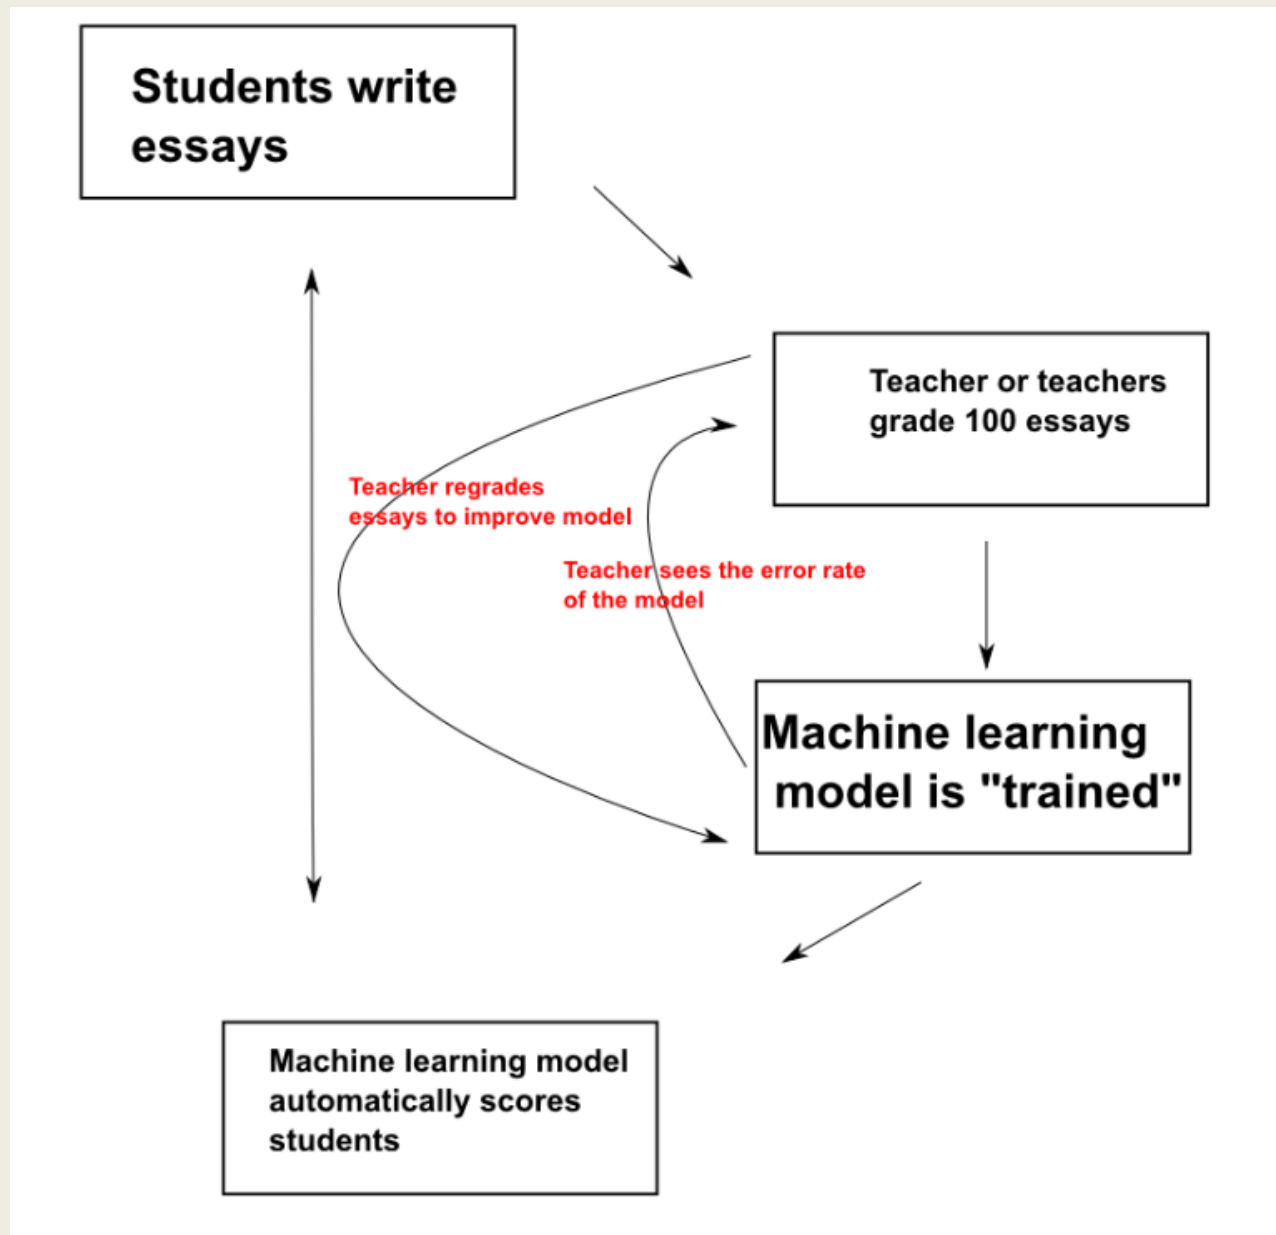 Students write
essays
Teacher or teachers
grade 100 essays
Teacher regrades
essays to improve model
Teacher sees the error rate
of the model
Machine learning
model is "trained"
Machine learning model
automatically scores
students